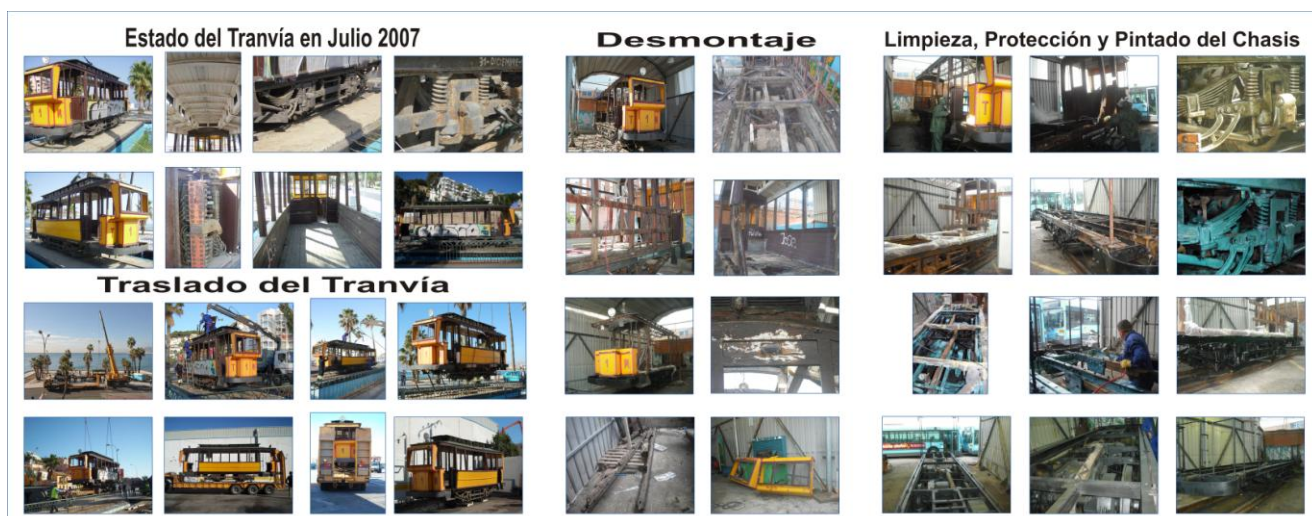 Estado del Tranvía en Julio 2007
Traslado del Tranvía
Desmontaje
Limpieza, Protección y Pintado del Chasis